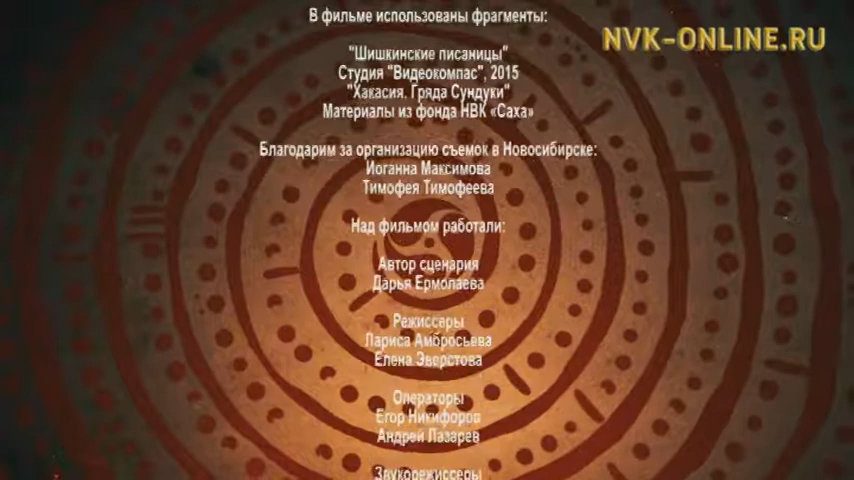 В фильме использованы фрагменты:
NVK-ONLINE.RU
"Шишкинские писаницы"
Студия "Видеокомпас", 2015
"Хакасия. Гряда Сундуки"
Материалы из фонда НВК «Саха»
Благодарим за организацию съемок в Новосибирске:
Иоганна Максимова
Тимофея Тимофеева
Над фильмом работали:
Автор сценария
Дарья Ермолаева
Режиссеры
Лариса Амбросьева
Елена Эверстова
Операторы
Егор Никифоров
Андрей Лазарев
Звукорежиссеры